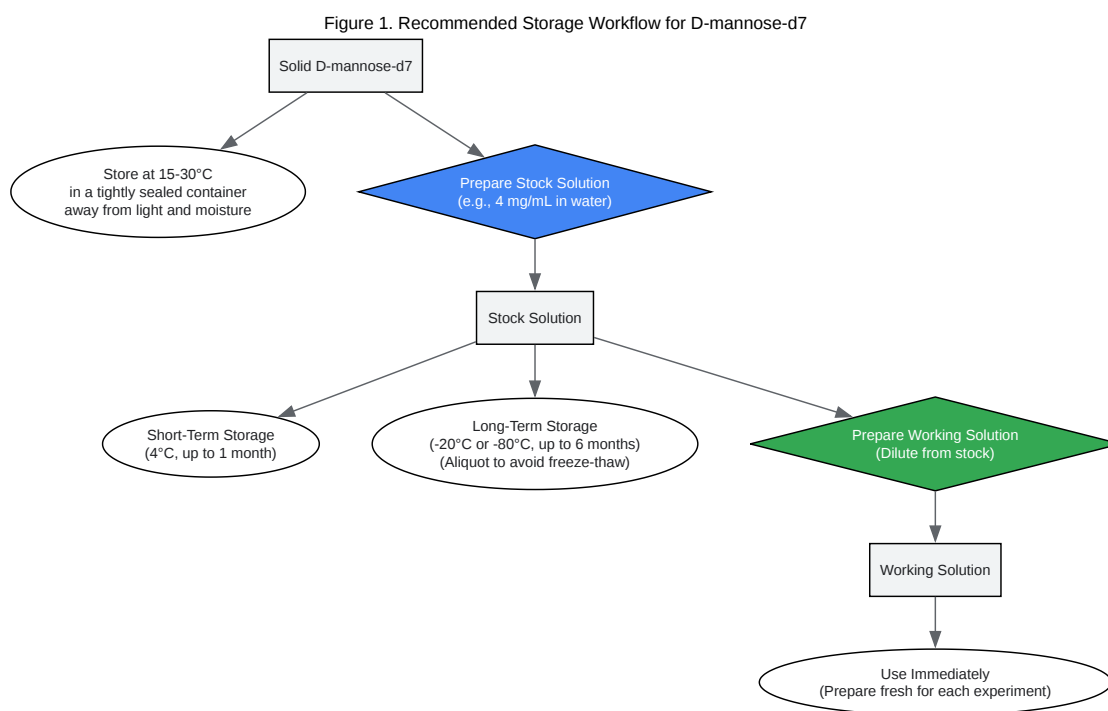 Figure 1. Recommended Storage Workflow for D-mannose-d7
Solid D-mannose-d7
Store at 15-30°C
in a tightly sealed container
away from light and moisture
Prepare Stock Solution
(e.g., 4 mg/mL in water)
Stock Solution
Short-Term Storage
(4°C, up to 1 month)
Long-Term Storage
(-20°C or -80°C, up to 6 months)
(Aliquot to avoid freeze-thaw)
Prepare Working Solution
(Dilute from stock)
Working Solution
Use Immediately
(Prepare fresh for each experiment)